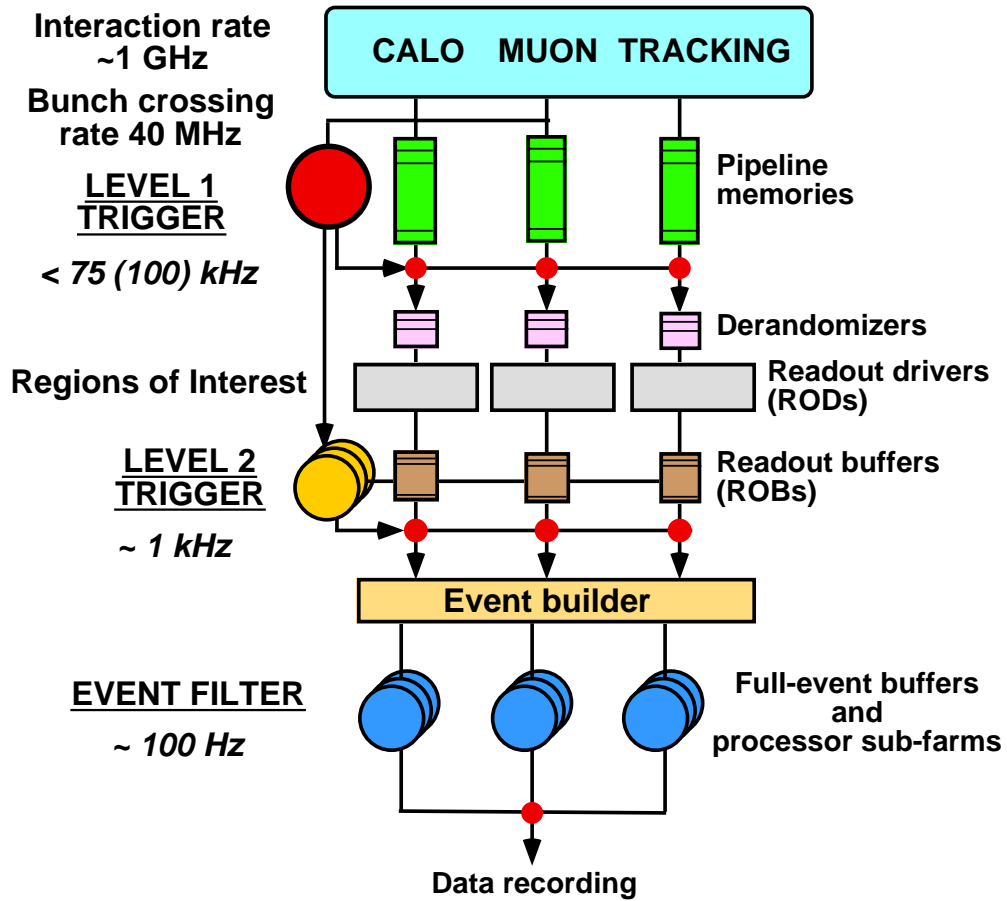 Interaction rate
~1 GHz
CALO MUON TRACKING
Bunch crossing
rate 40 MHz
Pipeline
memories
LEVEL 1
TRIGGER
< 75 (100) kHz
Derandomizers
Regions of Interest
Readout drivers
(RODs)
LEVEL 2
TRIGGER
Readout buffers
(ROBs)
~ 1 kHz
Event builder
EVENT FILTER
~ 100 Hz
Full-event buffers
and
processor sub-farms
Data recording